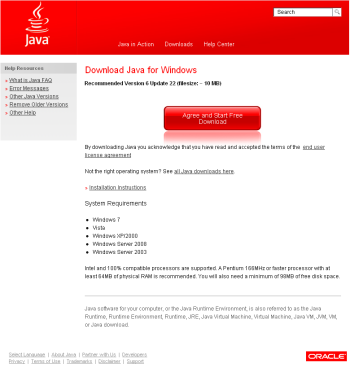 Search
Java
Java in Action Downloads Help Center
Help Resources
What is Java FAQ
Error Messages
Other Java Versions
Remove Older Versions
Other Help
Download Java for Windows
Recommended Version 6 Update 22 (filesize: ~ 10 MB)
Agree and Start Free
Download
By downloading Java you acknowledge that you have read and accepted the terms of the end user
license agreement
Not the right operating system? See all Java downloads here.
Installation Instructions
System Requirements
Windows 7
Vista
Windows XP/2000
Windows Server 2008
Windows Server 2003
Intel and 100% compatible processors are supported. A Pentium 166MHz or faster processor with at
least 64MB of physical RAM is recommended. You will also need a minimum of 98MB of free disk space.
Java software for your computer, or the Java Runtime Environment, is also referred to as the Java
Runtime, Runtime Environment, Runtime, JRE, Java Virtual Machine, Virtual Machine, Java VM, JVM, VM,
or Java download.
Select Language | About Java | Partner with Us | Developers
Privacy | Terms of Use | Trademarks | Disclaimer | Support
ORACLE